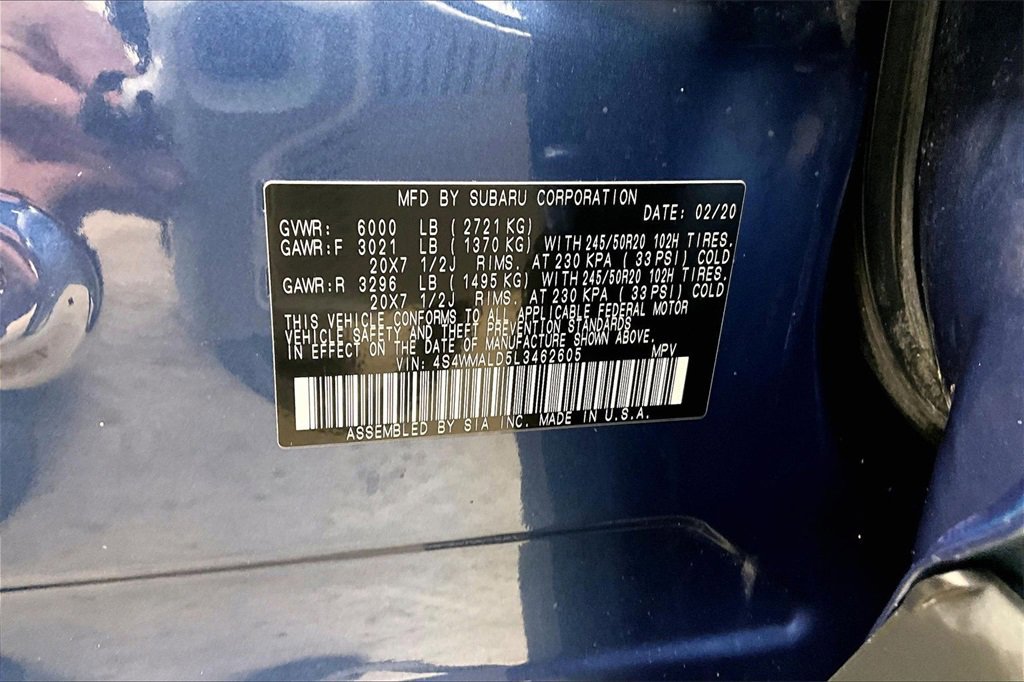 MFD BY SUBARU CORPORATION
DATE: 02/20
GVWR: 6000 LB ( 2721 KG)
GAWR:F 3021 LB ( 1370 KG) WITH 245/50R20 102H TIRES.
20X7 1/2J RIMS. AT 230 KPA ( 33 PSI) COLD
GAWR:R 3296 LB ( 1495 KG) WITH 245/50R20 102H TIRES.
20X7 1/2J RIMS. AT 230 KPA ( 33 PSI) COLD
THIS VEHICLE CONFORMS TO ALL APPLICABLE FEDERAL MOTOR
VEHICLE SAFETY AND THEFT PREVENTION STANDARDS
IN EFFECT ON THE DATE OF MANUFACTURE SHOWN ABOVE.
VIN: 4S4WMALD5L3462605 MPV
ASSEMBLED BY SIA INC. MADE IN U.S.A.